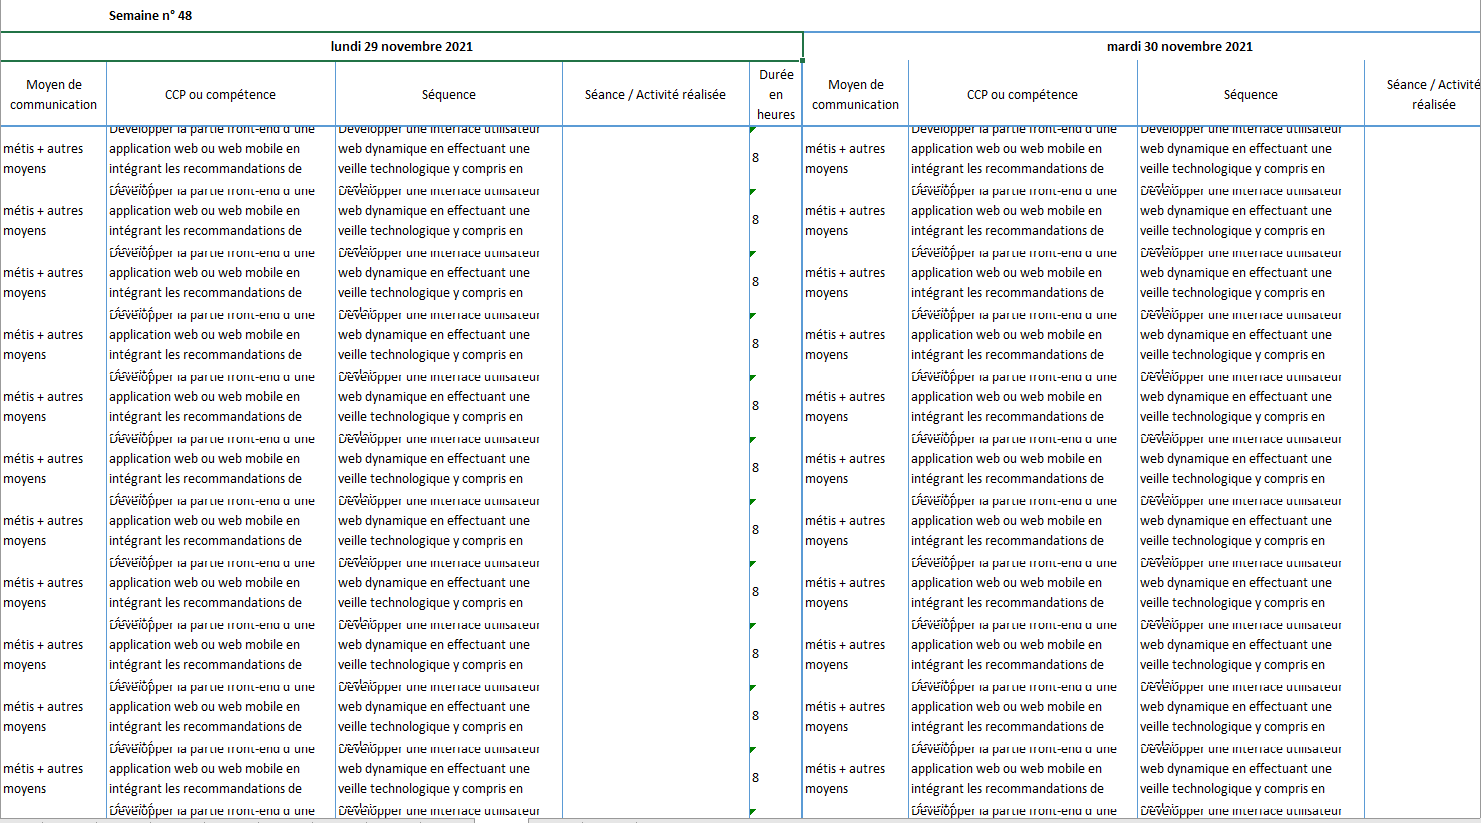 Semaine n° 48
lundi 29 novembre 2021
mardi 30 novembre 2021
Moyen de
communication
CCP ou compétence
Séquence
Séance / Activité réalisée
Durée
en
heures
Moyen de
communication
CCP ou compétence
Séquence
Séance / Activité
réalisée
métis + autres
moyens
Développer la partie front-end d'une
application web ou web mobile en
intégrant les recommandations de
Développer une interface utilisateur
web dynamique en effectuant une
veille technologique y compris en
8
métis + autres
moyens
Développer la partie front-end d'une
application web ou web mobile en
intégrant les recommandations de
Développer une interface utilisateur
web dynamique en effectuant une
veille technologique y compris en
métis + autres
moyens
Développer la partie front-end d'une
application web ou web mobile en
intégrant les recommandations de
Développer une interface utilisateur
web dynamique en effectuant une
veille technologique y compris en
8
métis + autres
moyens
Développer la partie front-end d'une
application web ou web mobile en
intégrant les recommandations de
Développer une interface utilisateur
web dynamique en effectuant une
veille technologique y compris en
métis + autres
moyens
Développer la partie front-end d'une
application web ou web mobile en
intégrant les recommandations de
Développer une interface utilisateur
web dynamique en effectuant une
veille technologique y compris en
8
métis + autres
moyens
Développer la partie front-end d'une
application web ou web mobile en
intégrant les recommandations de
Développer une interface utilisateur
web dynamique en effectuant une
veille technologique y compris en
métis + autres
moyens
Développer la partie front-end d'une
application web ou web mobile en
intégrant les recommandations de
Développer une interface utilisateur
web dynamique en effectuant une
veille technologique y compris en
8
métis + autres
moyens
Développer la partie front-end d'une
application web ou web mobile en
intégrant les recommandations de
Développer une interface utilisateur
web dynamique en effectuant une
veille technologique y compris en
métis + autres
moyens
Développer la partie front-end d'une
application web ou web mobile en
intégrant les recommandations de
Développer une interface utilisateur
web dynamique en effectuant une
veille technologique y compris en
8
métis + autres
moyens
Développer la partie front-end d'une
application web ou web mobile en
intégrant les recommandations de
Développer une interface utilisateur
web dynamique en effectuant une
veille technologique y compris en
métis + autres
moyens
Développer la partie front-end d'une
application web ou web mobile en
intégrant les recommandations de
Développer une interface utilisateur
web dynamique en effectuant une
veille technologique y compris en
8
métis + autres
moyens
Développer la partie front-end d'une
application web ou web mobile en
intégrant les recommandations de
Développer une interface utilisateur
web dynamique en effectuant une
veille technologique y compris en
métis + autres
moyens
Développer la partie front-end d'une
application web ou web mobile en
intégrant les recommandations de
Développer une interface utilisateur
web dynamique en effectuant une
veille technologique y compris en
8
métis + autres
moyens
Développer la partie front-end d'une
application web ou web mobile en
intégrant les recommandations de
Développer une interface utilisateur
web dynamique en effectuant une
veille technologique y compris en
métis + autres
moyens
Développer la partie front-end d'une
application web ou web mobile en
intégrant les recommandations de
Développer une interface utilisateur
web dynamique en effectuant une
veille technologique y compris en
8
métis + autres
moyens
Développer la partie front-end d'une
application web ou web mobile en
intégrant les recommandations de
Développer une interface utilisateur
web dynamique en effectuant une
veille technologique y compris en
métis + autres
moyens
Développer la partie front-end d'une
application web ou web mobile en
intégrant les recommandations de
Développer une interface utilisateur
web dynamique en effectuant une
veille technologique y compris en
8
métis + autres
moyens
Développer la partie front-end d'une
application web ou web mobile en
intégrant les recommandations de
Développer une interface utilisateur
web dynamique en effectuant une
veille technologique y compris en
métis + autres
moyens
Développer la partie front-end d'une
application web ou web mobile en
intégrant les recommandations de
Développer une interface utilisateur
web dynamique en effectuant une
veille technologique y compris en
8
métis + autres
moyens
Développer la partie front-end d'une
application web ou web mobile en
intégrant les recommandations de
Développer une interface utilisateur
web dynamique en effectuant une
veille technologique y compris en
métis + autres
moyens
Développer la partie front-end d'une
application web ou web mobile en
intégrant les recommandations de
Développer une interface utilisateur
web dynamique en effectuant une
veille technologique y compris en
8
métis + autres
moyens
Développer la partie front-end d'une
application web ou web mobile en
intégrant les recommandations de
Développer une interface utilisateur
web dynamique en effectuant une
veille technologique y compris en
Développer la partie front-end d'une
Développer une interface utilisateur
Développer la partie front-end d'une
Développer une interface utilisateur